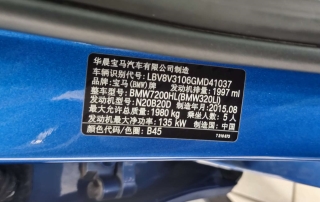 华晨宝马汽车有限公司制造
车辆识别代号: LBV8V3106GMD41037
品牌: 宝马(BMW)牌 发动机排量: 1997 ml
整车型号: BMW7200HL(BMW320Li)
发动机型号: N20B20D 制造年月: 2015.08
最大允许总质量: 1980 kg 乘坐人数: 5 人
发动机最大净功率: 135 kW 制造国: 中国
颜色代码/色圈: B45